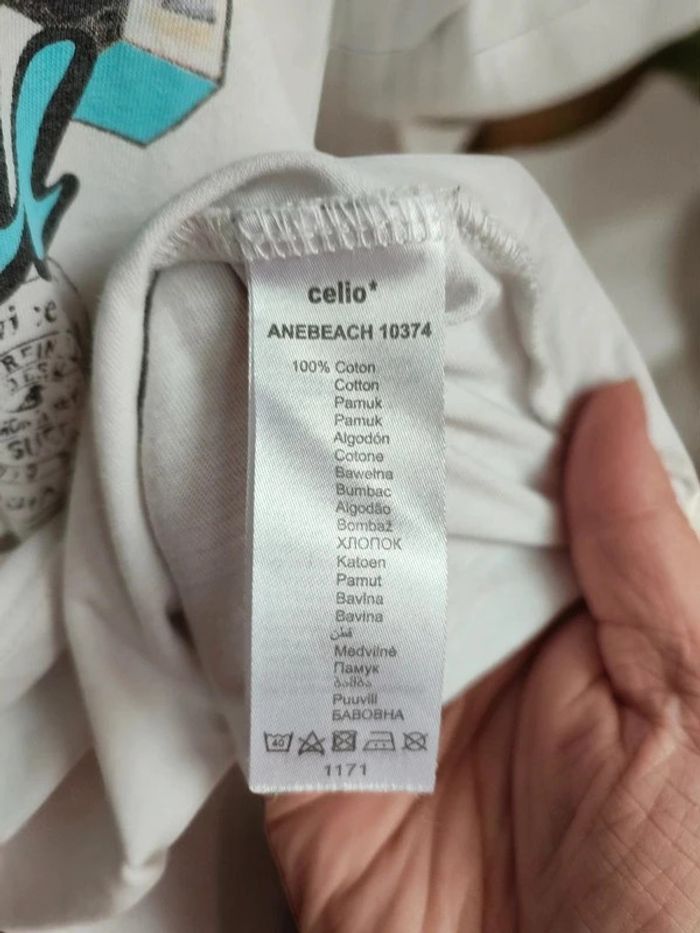 celio*
ANEBEACH 10374
100% Coton
Cotton
Pamuk
Pamuk
Algodón
Cotone
Bawełna
Bumbac
Algodão
Bombaž
ХЛОПОК
Katoen
Pamut
Bavlna
Bavlna
قطن
Medvilnė
Памук
ბამბა
Puuvill
БАВОВНА
40
1171